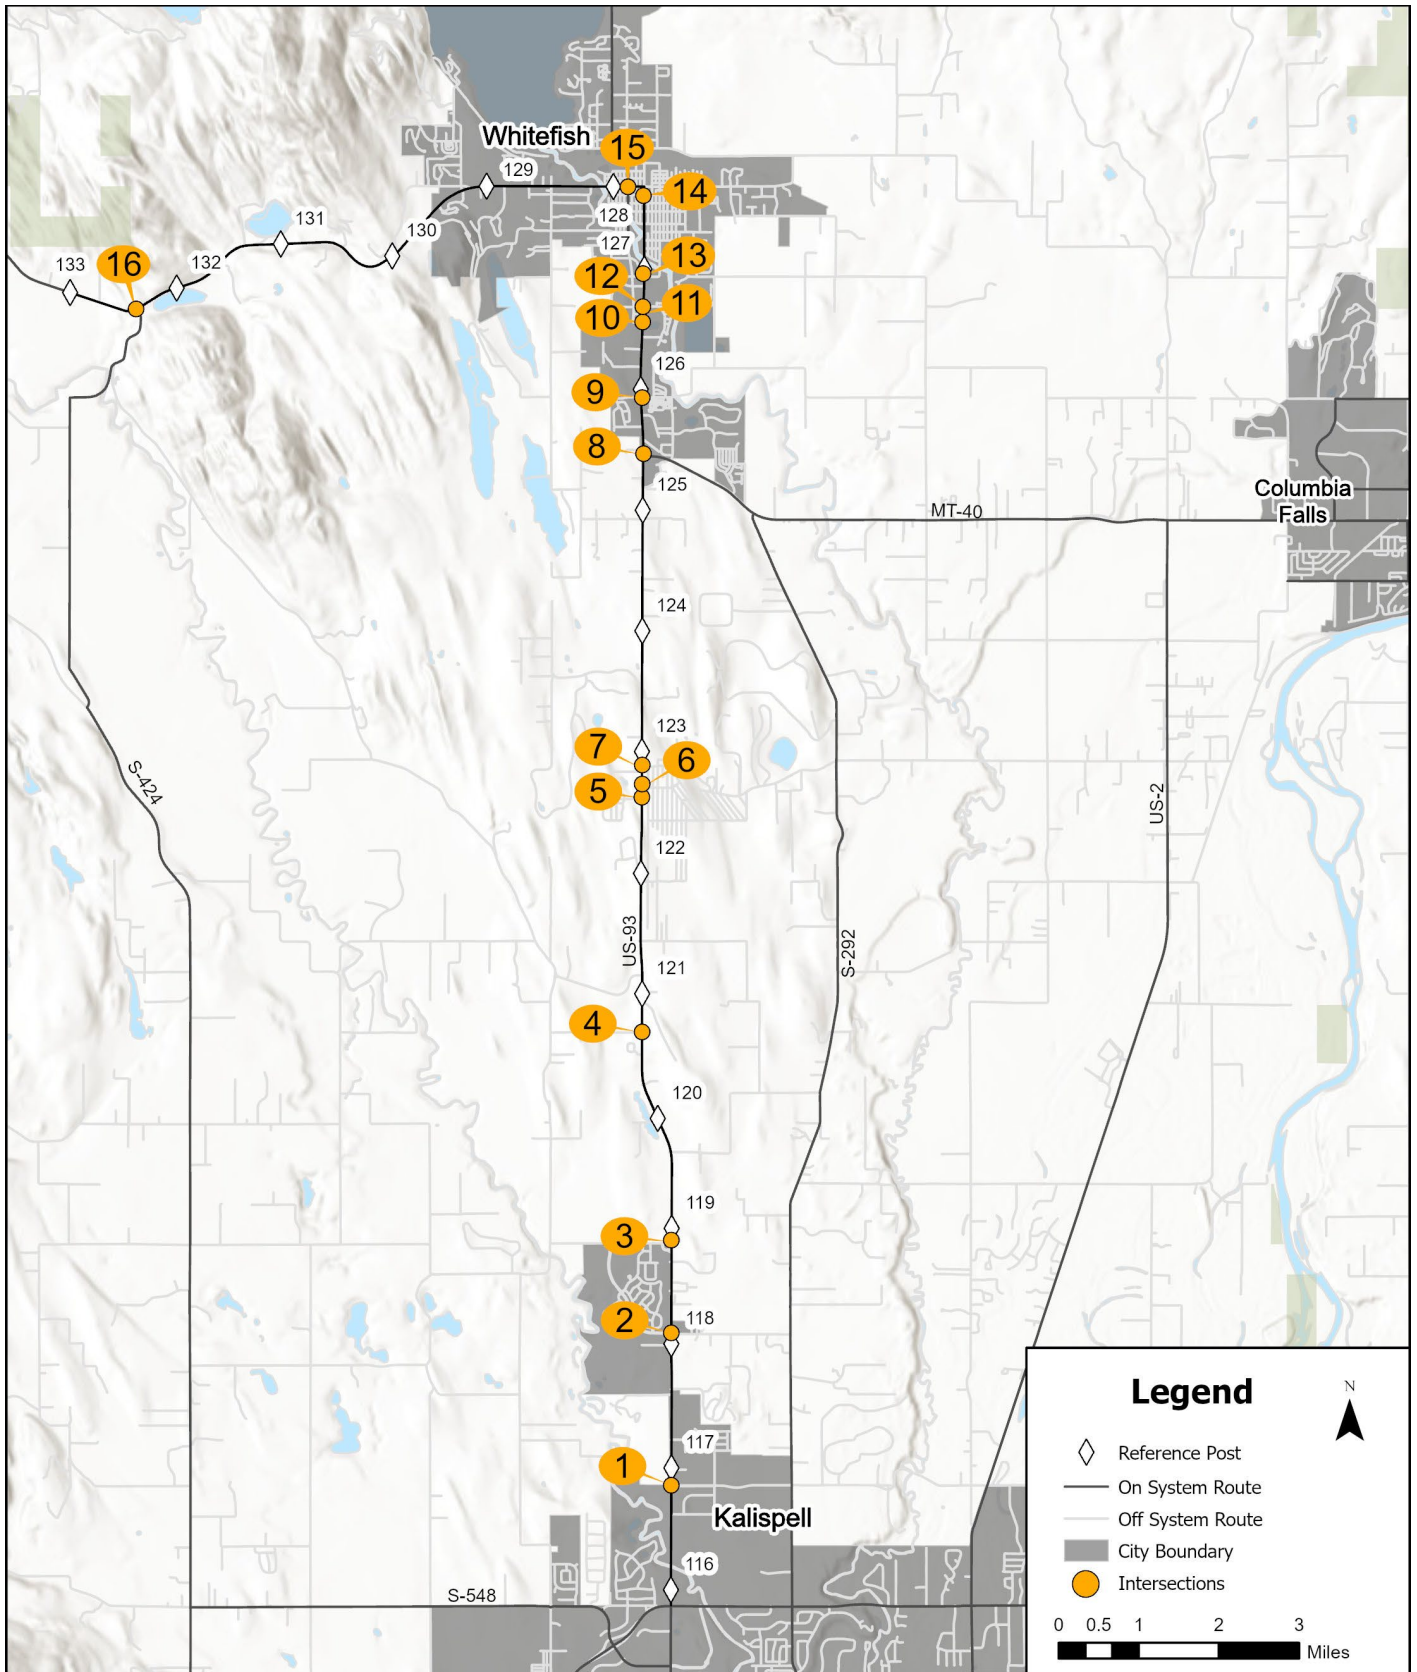 Whitefish
15
129
14
128
131
130
127
13
16
132
12
133
11
10
126
9
8
125
Columbia
Falls
MT-40
124
123
7
6
5
S-424
US-2
122
US-93
S-292
121
4
120
119
3
118
2
117
1
Kalispell
116
S-548
Legend
N
Reference Post
On System Route
Off System Route
City Boundary
Intersections
0 0.5 1 2 3
Miles